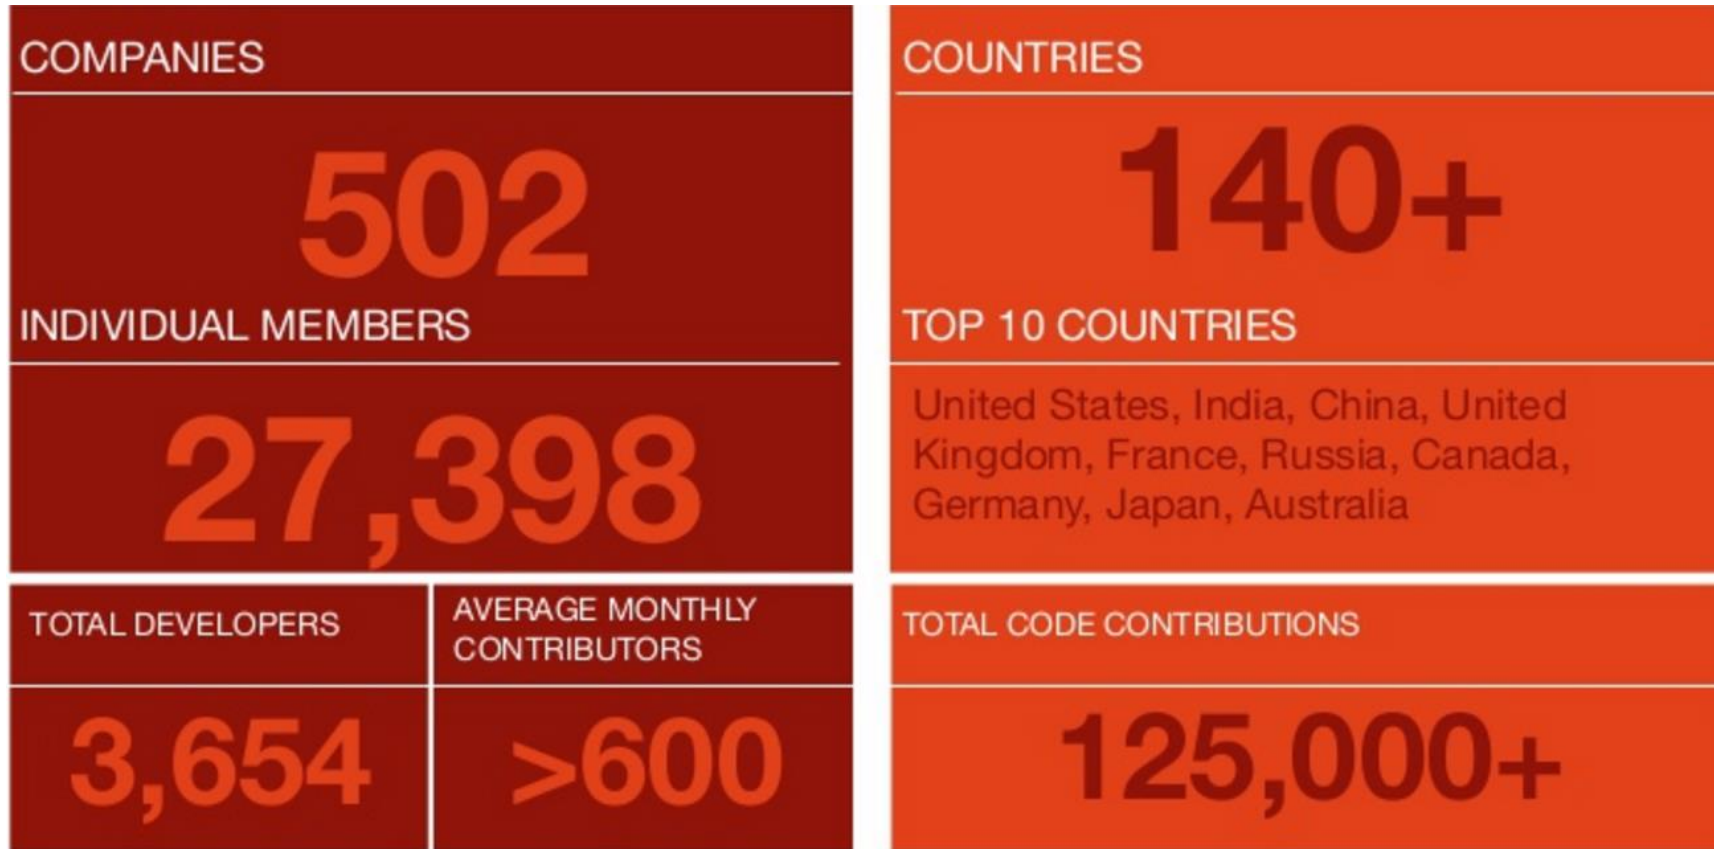 COMPANIES
502
INDIVIDUAL MEMBERS
27,398
TOTAL DEVELOPERS
3,654
AVERAGE MONTHLY
CONTRIBUTORS
>600
COUNTRIES
140+
TOP 10 COUNTRIES
United States, India, China, United
Kingdom, France, Russia, Canada,
Germany, Japan, Australia
TOTAL CODE CONTRIBUTIONS
125,000+